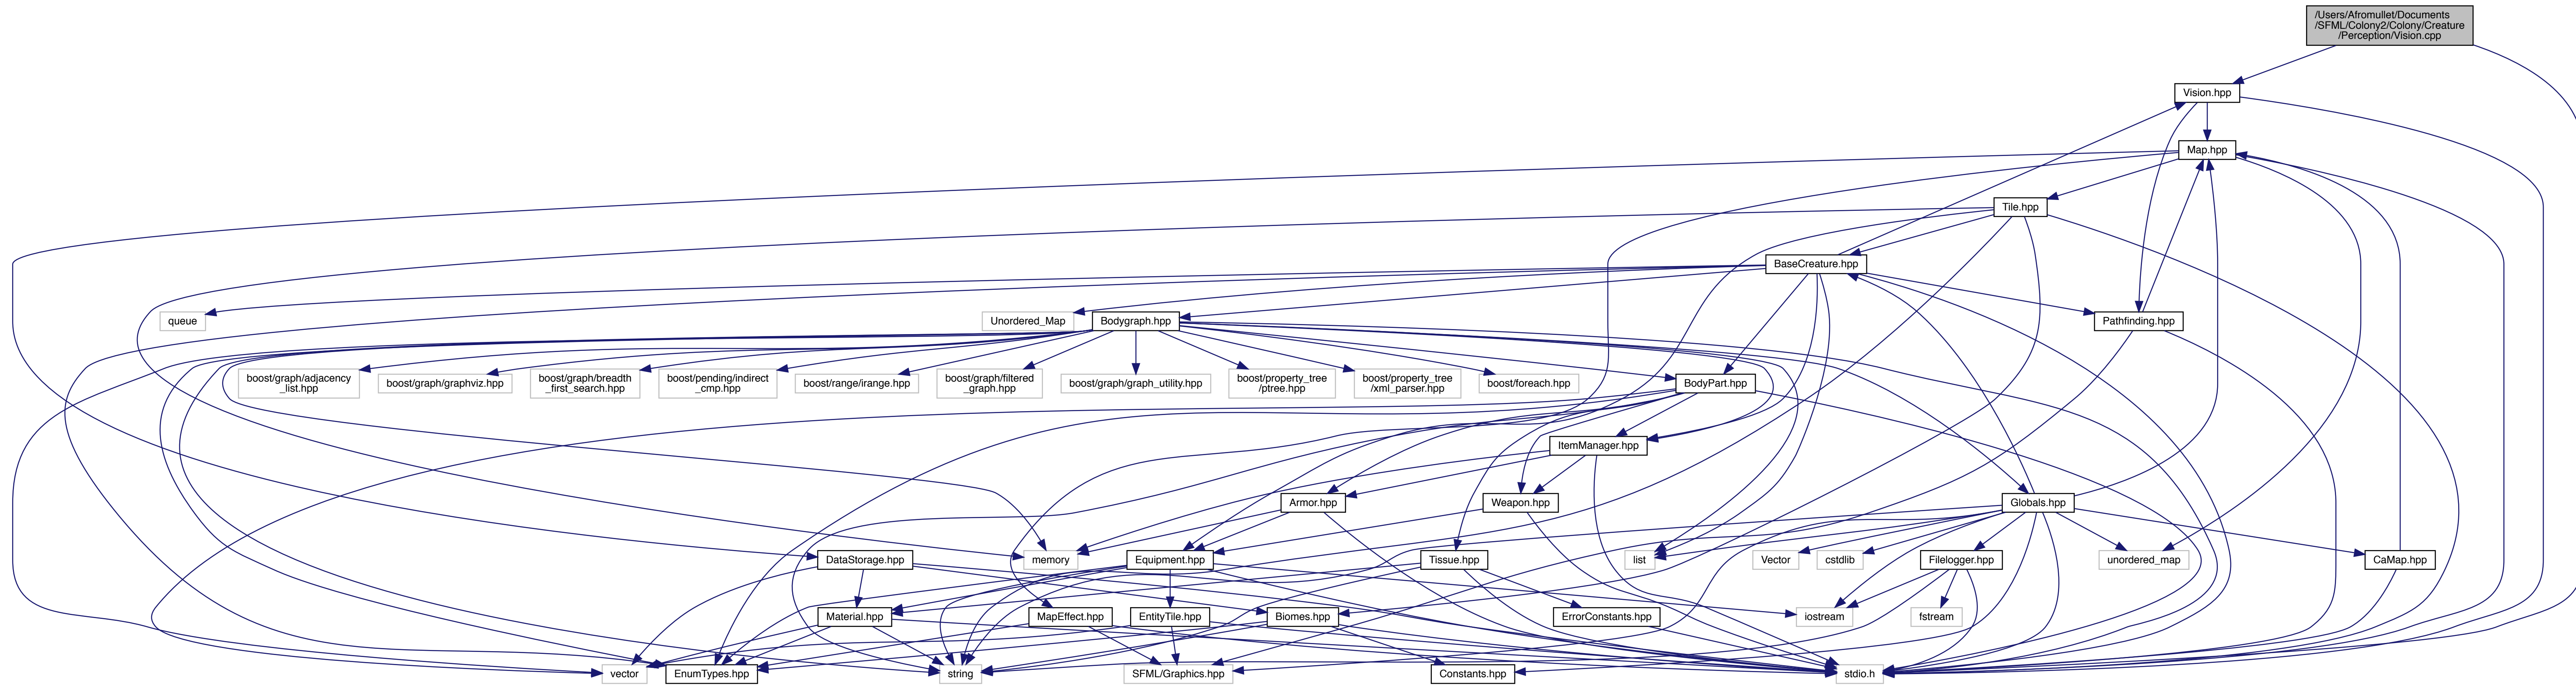 /Users/Afromullet/Documents
/SFML/Colony2/Colony/Creature
/Perception/Vision.cpp
Vision.hpp
Map.hpp
Tile.hpp
BaseCreature.hpp
queue
Unordered_Map
Bodygraph.hpp
Pathfinding.hpp
boost/graph/adjacency
_list.hpp
boost/graph/graphviz.hpp
boost/graph/breadth
_first_search.hpp
boost/pending/indirect
_cmp.hpp
boost/range/irange.hpp
boost/graph/filtered
_graph.hpp
boost/graph/graph_utility.hpp
boost/property_tree
/ptree.hpp
boost/property_tree
/xml_parser.hpp
boost/foreach.hpp
BodyPart.hpp
ItemManager.hpp
Armor.hpp
Weapon.hpp
Globals.hpp
DataStorage.hpp
memory
Equipment.hpp
Tissue.hpp
list
Vector
cstdlib
Filelogger.hpp
unordered_map
CaMap.hpp
Material.hpp
MapEffect.hpp
EntityTile.hpp
Biomes.hpp
ErrorConstants.hpp
iostream
fstream
vector
EnumTypes.hpp
string
SFML/Graphics.hpp
Constants.hpp
stdio.h